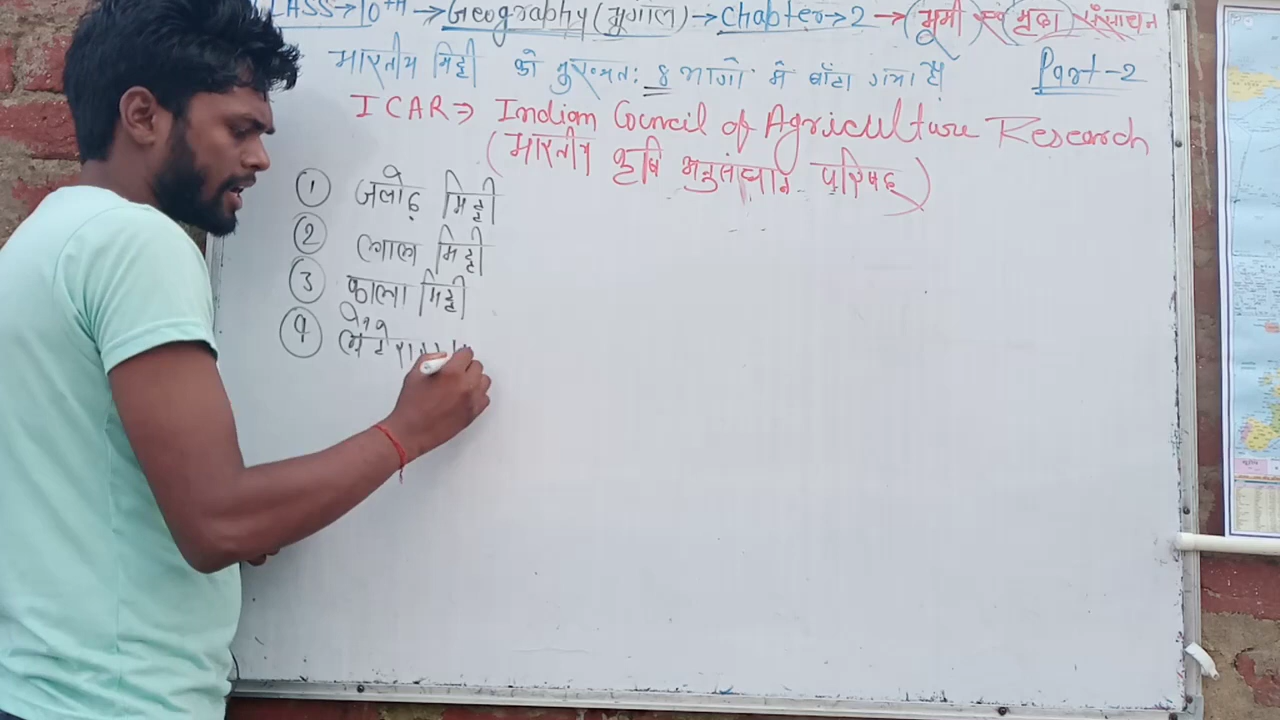 CLASS→10TH →Geography(भूगोल)→Chapter→2 →(भूमी एवं मृदा संसाधन
भारतीय मिट्टी को मुख्यतः 8 भागो मे बाँटा गया है Part-2
ICAR⇒ Indian Council of Agriculture Research
(भारतीय कृषि अनुसंधान परिषद)
① जलोढ़ मिट्टी
② लाल मिट्टी
③ काला मिट्टी
④